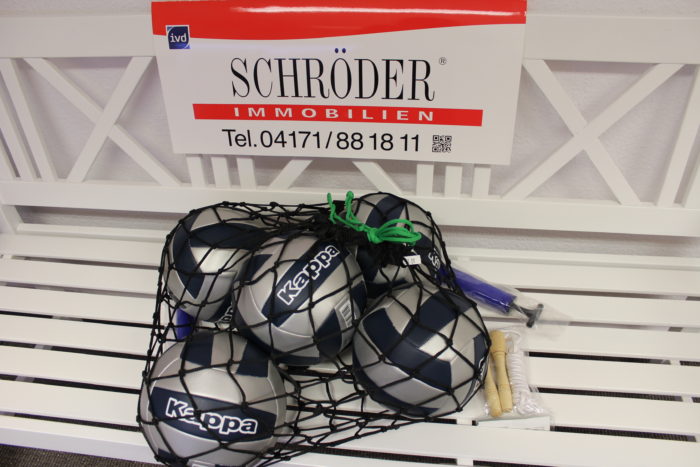 ivd
SCHRÖDER®
IMMOBILIEN
Tel. 04171/88 18 11
Kappa
Kappa